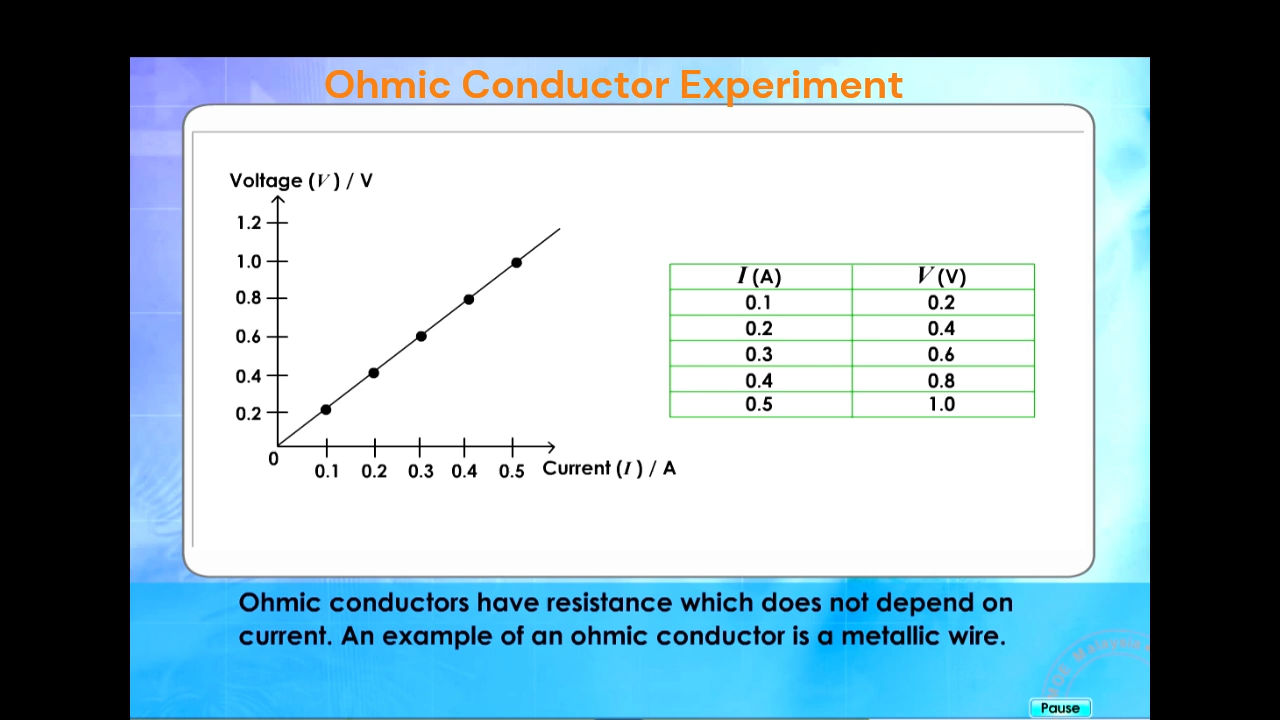 Ohmic Conductor Experiment
Voltage (V) / V
1.2
1.0
0.8
0.6
0.4
0.2
0
0.1 0.2 0.3 0.4 0.5 Current (I) / A
I (A) V (V)
0.1 0.2
0.2 0.4
0.3 0.6
0.4 0.8
0.5 1.0
Ohmic conductors have resistance which does not depend on
current. An example of an ohmic conductor is a metallic wire.
MOE Malaysia
Pause